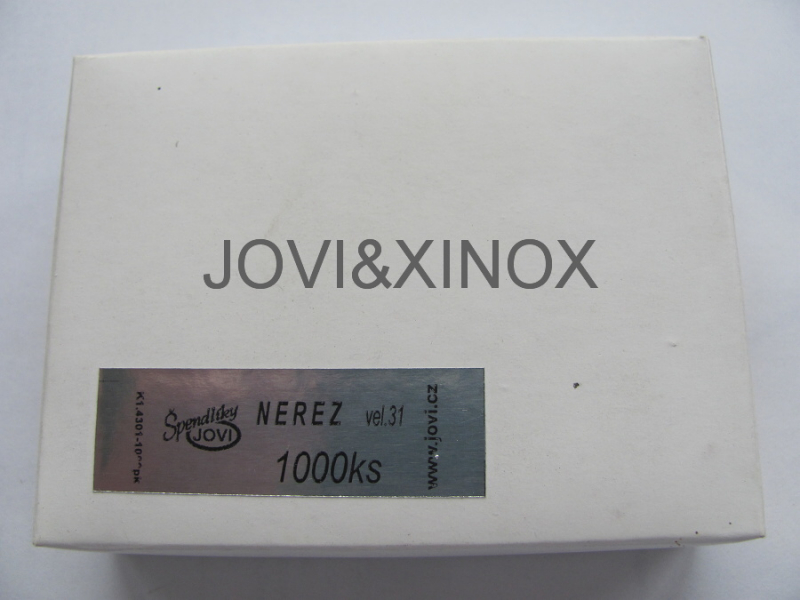 JOVI&XINOX
Špendlíky
JOVI
NEREZ vel.31
1000ks
www.jovi.cz